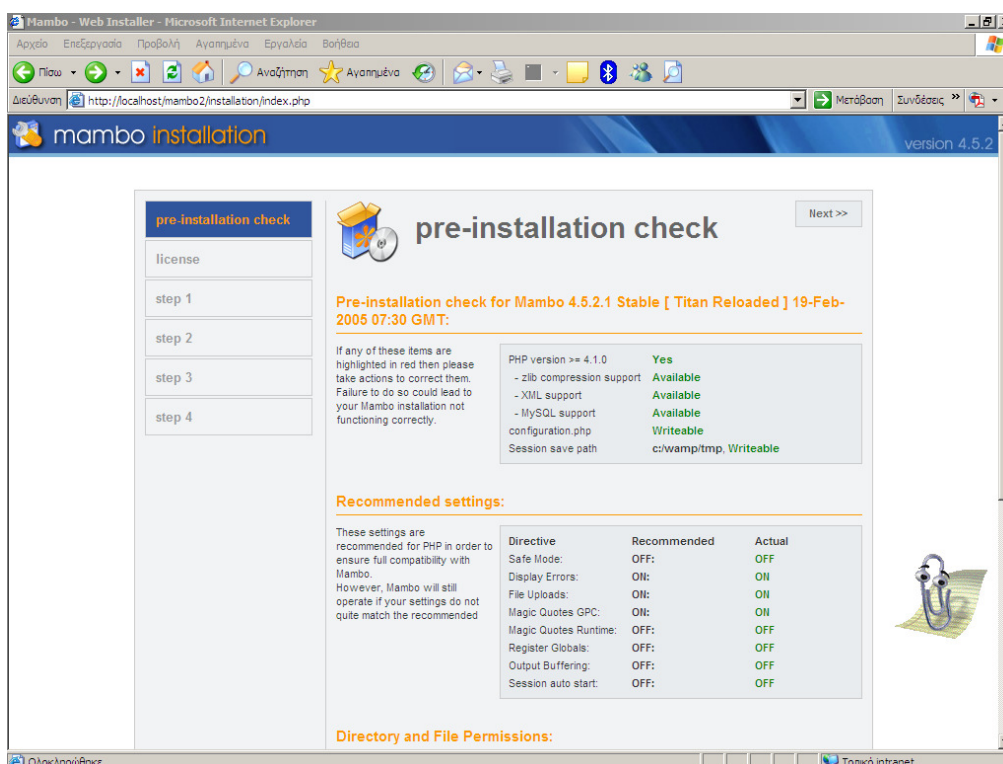 Mambo - Web Installer - Microsoft Internet Explorer
Αρχείο Επεξεργασία Προβολή Αγαπημένα Εργαλεία Βοήθεια
Πίσω Αναζήτηση Αγαπημένα
Διεύθυνση http://localhost/mambo2/installation/index.php Μετάβαση Συνδέσεις »
mambo installation
version 4.5.2
pre-installation check
license
step 1
step 2
step 3
step 4
pre-installation check
Next >>
Pre-installation check for Mambo 4.5.2.1 Stable [ Titan Reloaded ] 19-Feb-
2005 07:30 GMT:
If any of these items are
highlighted in red then please
take actions to correct them.
Failure to do so could lead to
your Mambo installation not
functioning correctly.
PHP version >= 4.1.0 Yes
- zlib compression support Available
- XML support Available
- MySQL support Available
configuration.php Writeable
Session save path c:/wamp/tmp, Writeable
Recommended settings:
These settings are
recommended for PHP in order to
ensure full compatibility with
Mambo.
However, Mambo will still
operate if your settings do not
quite match the recommended
Directive Recommended Actual
Safe Mode: OFF: OFF
Display Errors: ON: ON
File Uploads: ON: ON
Magic Quotes GPC: ON: ON
Magic Quotes Runtime: OFF: OFF
Register Globals: OFF: OFF
Output Buffering: OFF: OFF
Session auto start: OFF: OFF
Directory and File Permissions:
Ολοκληρώθηκε Τοπικό intranet